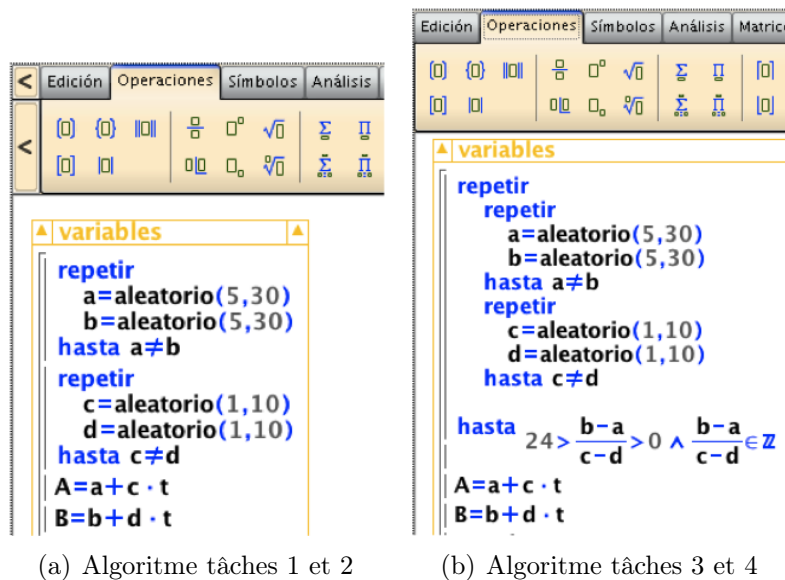 Edición Operaciones Símbolos Análisis
variables
repetir
a=aleatorio(5,30)
b=aleatorio(5,30)
hasta a≠b
repetir
c=aleatorio(1,10)
d=aleatorio(1,10)
hasta c≠d
A=a+c·t
B=b+d·t
(a) Algoritme tâches 1 et 2
Edición Operaciones Símbolos Análisis Matric
variables
repetir
repetir
a=aleatorio(5,30)
b=aleatorio(5,30)
hasta a≠b
repetir
c=aleatorio(1,10)
d=aleatorio(1,10)
hasta c≠d
hasta 24> b-a / c-d >0 ∧ b-a / c-d ∈ℤ
A=a+c·t
B=b+d·t
(b) Algoritme tâches 3 et 4